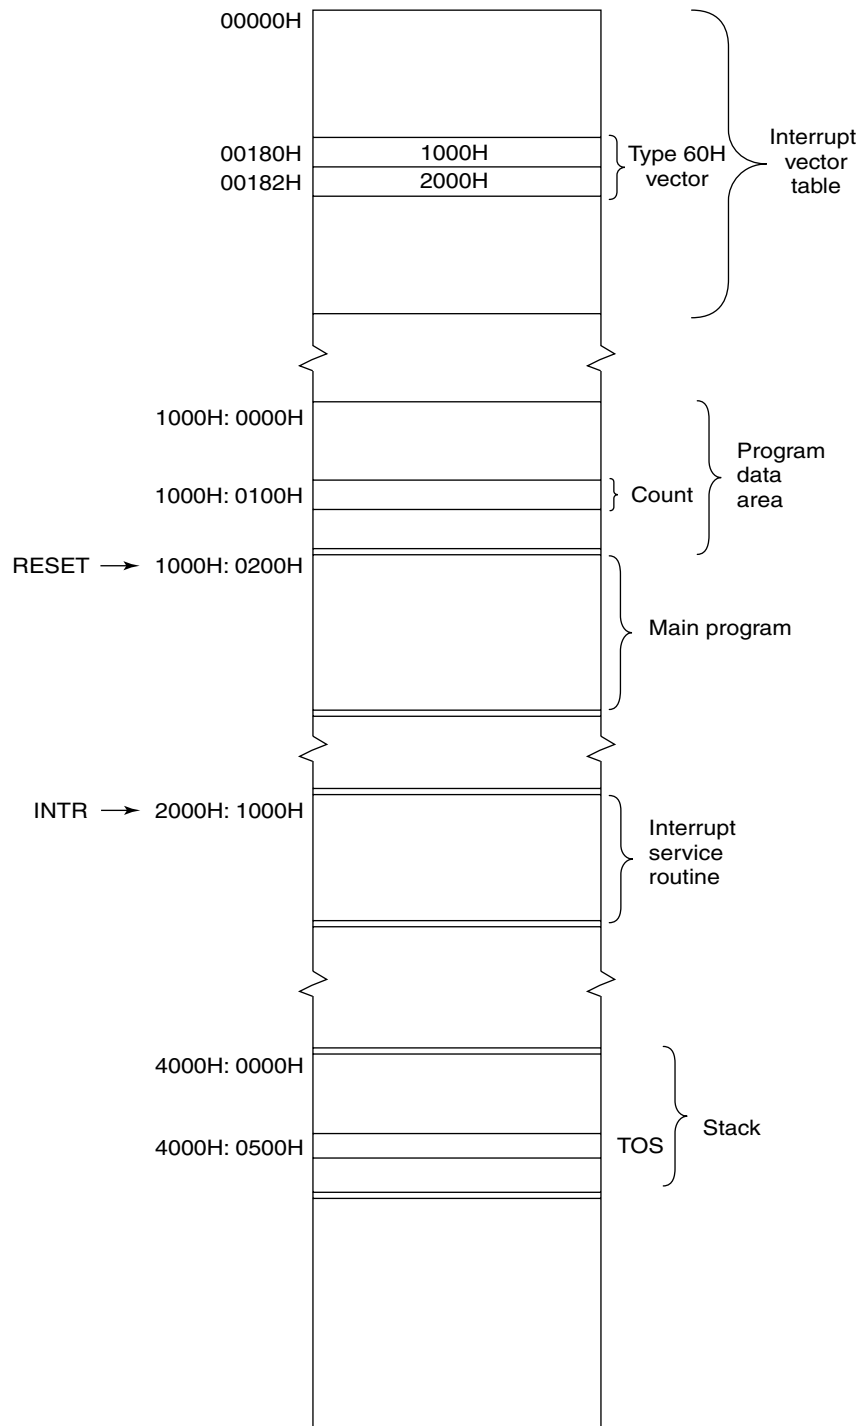 00000H
00180H
1000H
Type 60H
vector
00182H
2000H
Interrupt
vector
table
1000H: 0000H
Program
data
area
1000H: 0100H
Count
RESET
1000H: 0200H
Main program
INTR
2000H: 1000H
Interrupt
service
routine
4000H: 0000H
Stack
4000H: 0500H
TOS